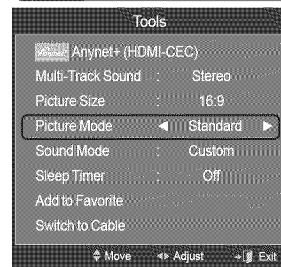 Tools
Anynet+ (HDMI-CEC)
Multi-Track Sound : Stereo
Picture Size : 16:9
Picture Mode ◄ Standard ►
Sound Mode : Custom
Sleep Timer : Off
Add to Favorite
Switch to Cable
Move Adjust Exit